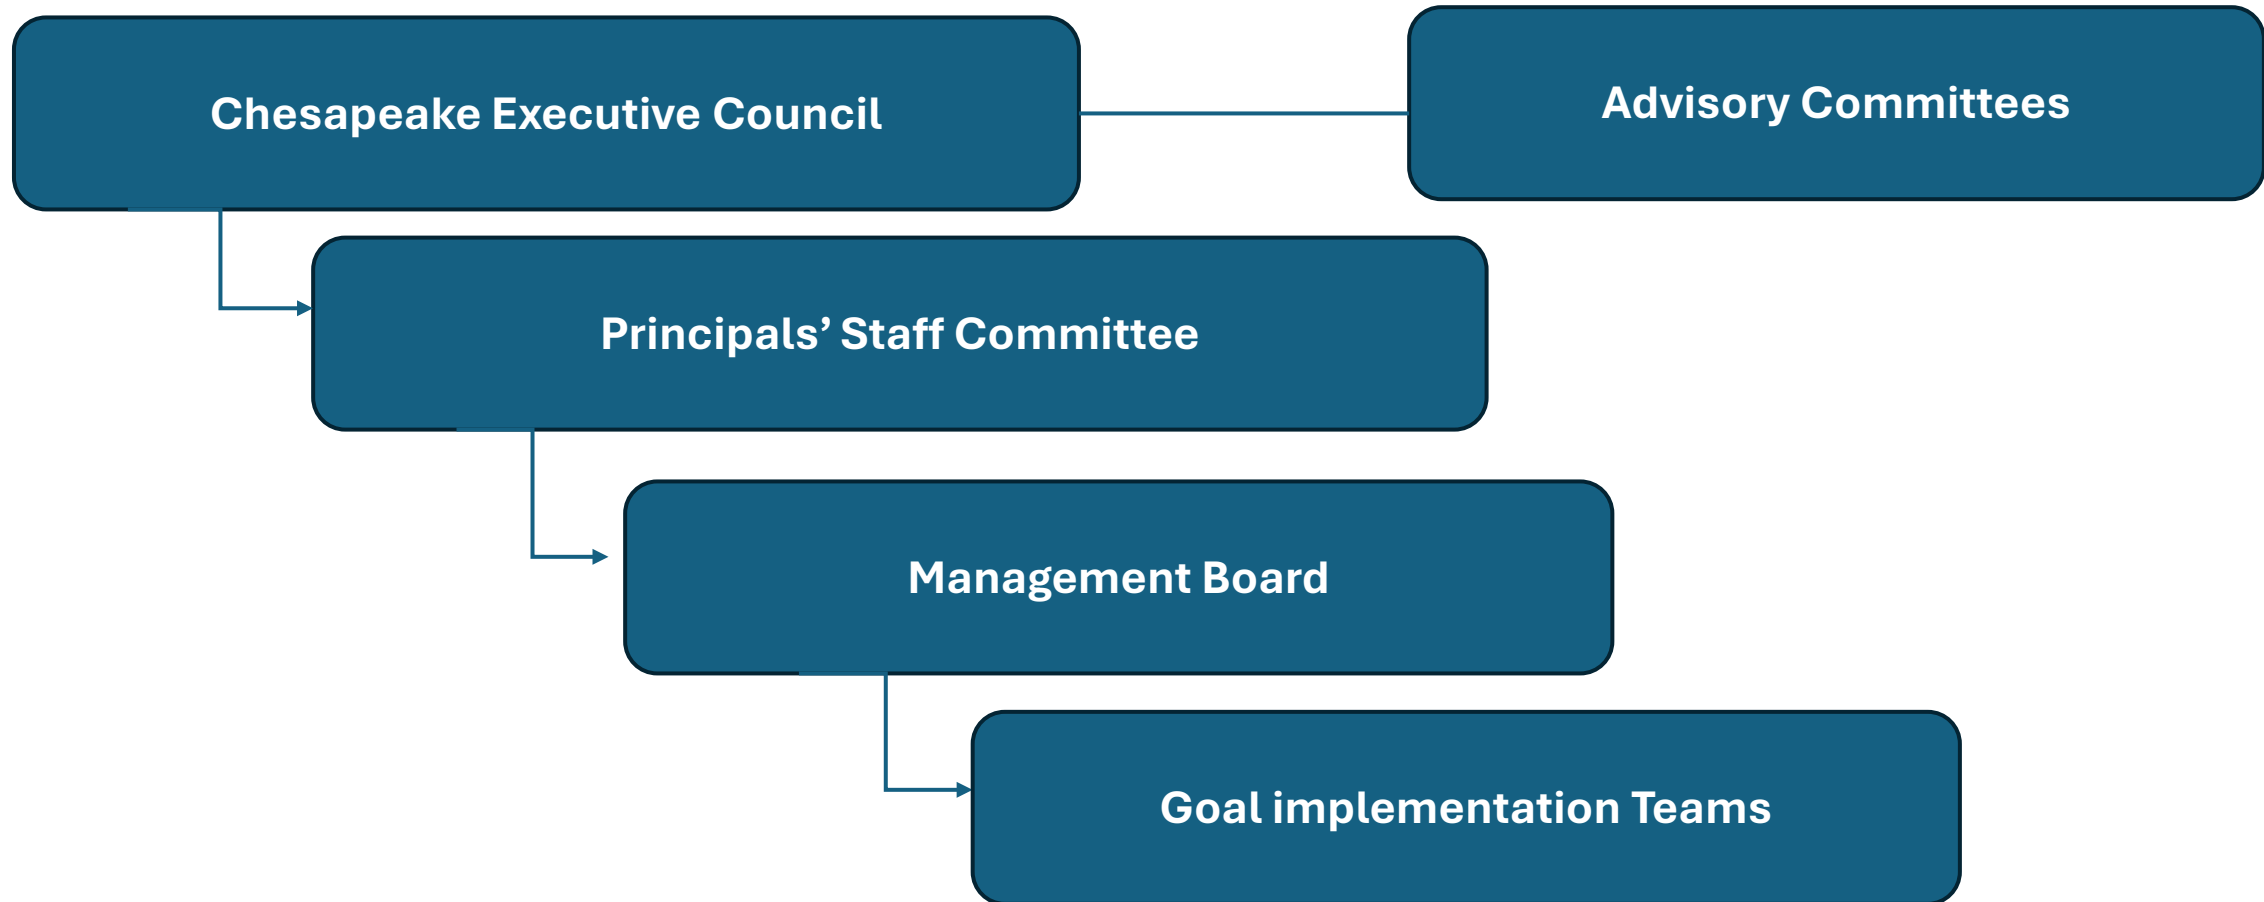 Chesapeake Executive Council
Advisory Committees
Principals’ Staff Committee
Management Board
Goal implementation Teams